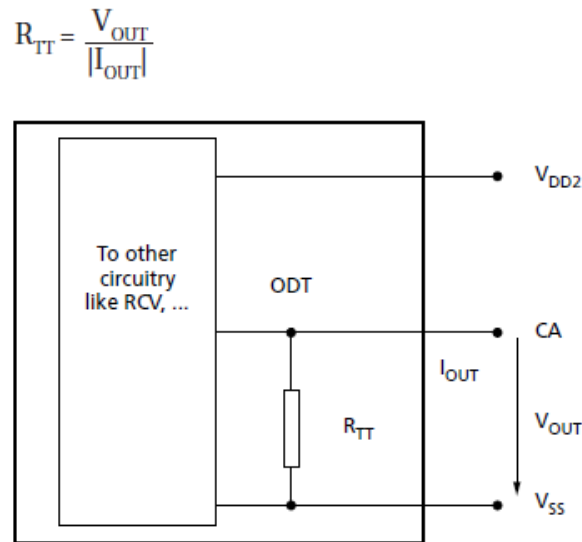 R_TT = V_OUT / |I_OUT|
V_DD2
To other
circuitry
like RCV, ...
ODT
CA
I_OUT
R_TT
V_OUT
V_SS